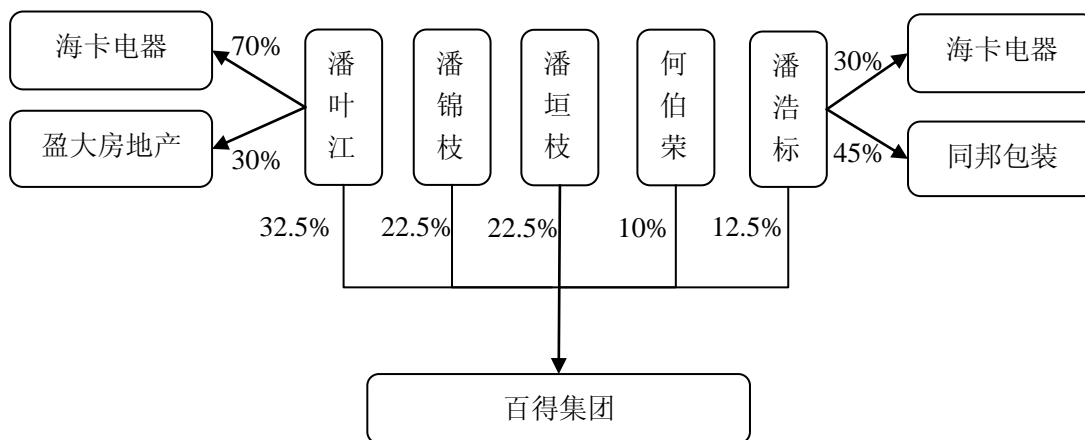 海卡电器
70%
盈大房地产
30%
潘叶江
潘锦枝
潘垣枝
何伯荣
潘浩标
30%
海卡电器
45%
同邦包装
32.5%
22.5%
22.5%
10%
12.5%
百得集团